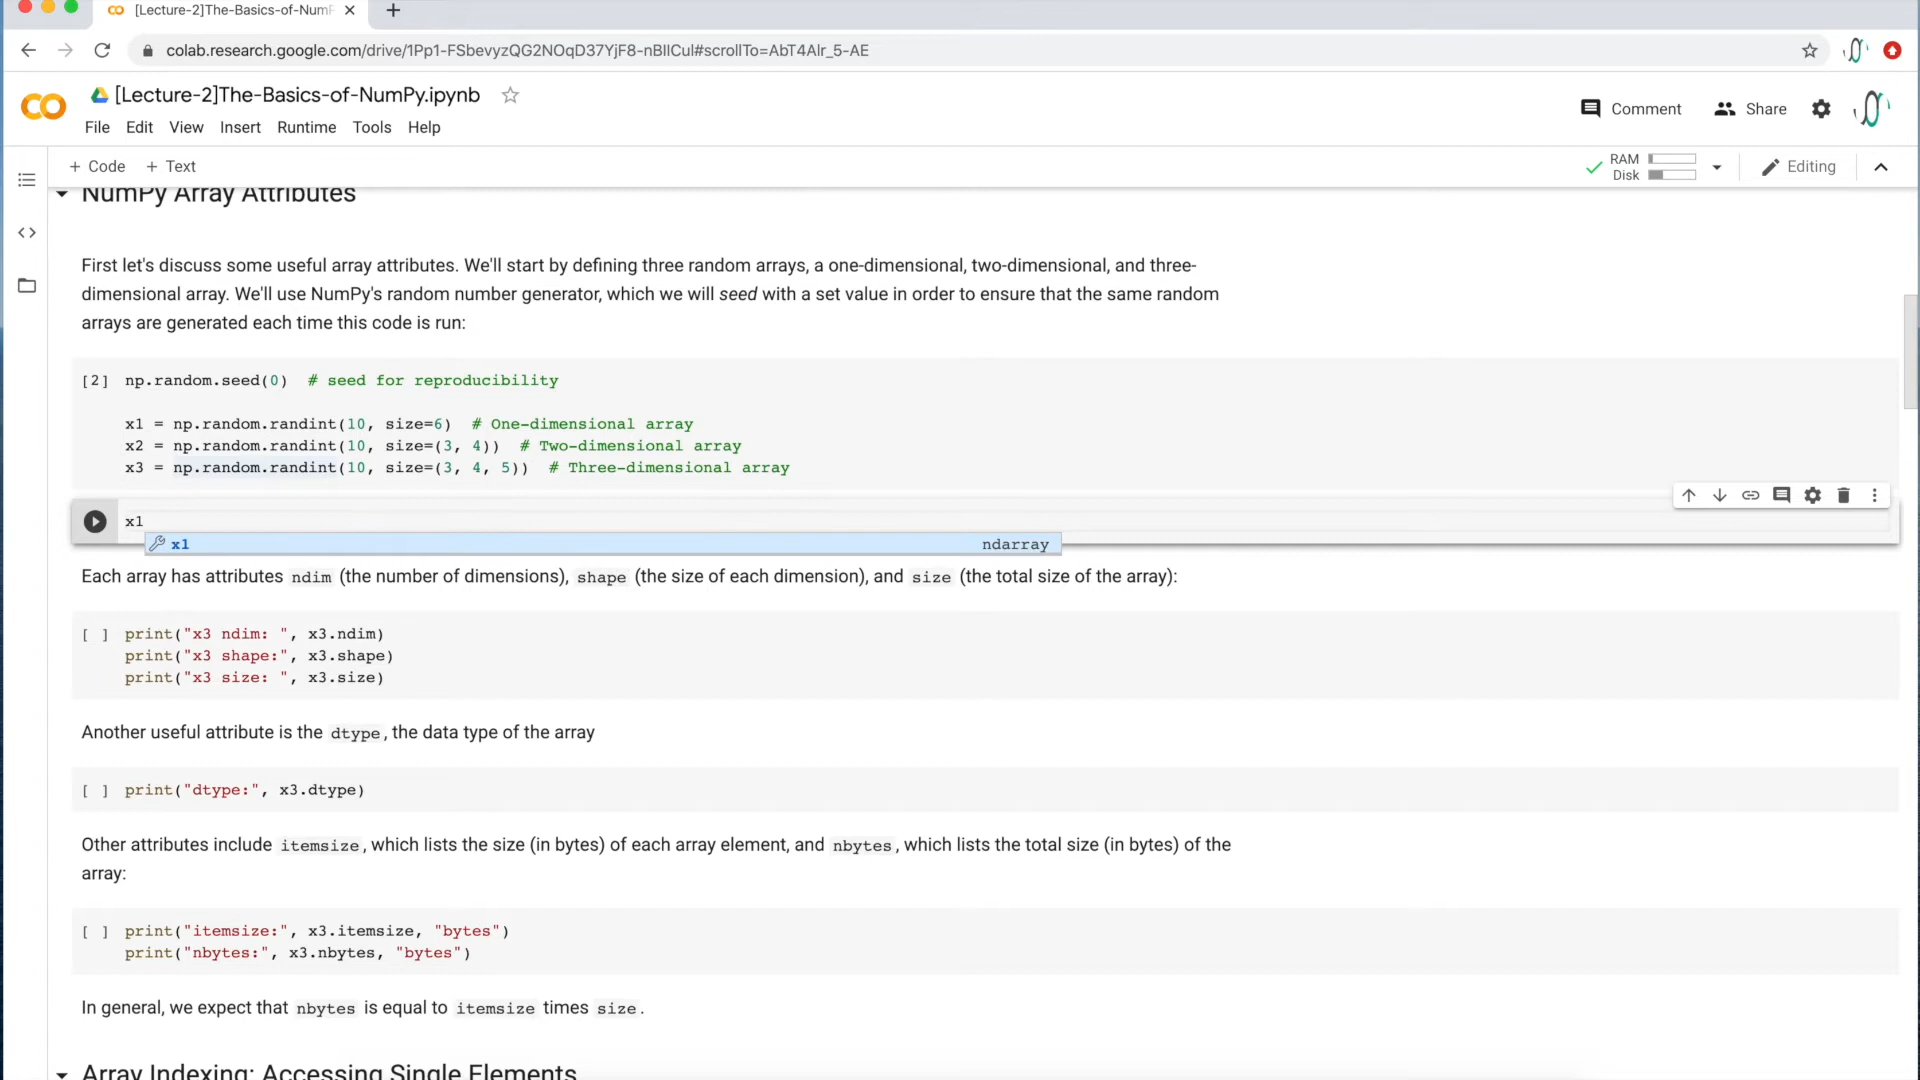 [Lecture-2]The-Basics-of-NumP
colab.research.google.com/drive/1Pp1-FSbevyzQG2NOqD37YjF8-nBIlCul#scrollTo=AbT4Alr_5-AE
[Lecture-2]The-Basics-of-NumPy.ipynb
Comment Share
File Edit View Insert Runtime Tools Help
+ Code + Text RAM Disk Editing
NumPy Array Attributes
First let's discuss some useful array attributes. We'll start by defining three random arrays, a one-dimensional, two-dimensional, and three-
dimensional array. We'll use NumPy's random number generator, which we will seed with a set value in order to ensure that the same random
arrays are generated each time this code is run:
[2] np.random.seed(0)  # seed for reproducibility
x1 = np.random.randint(10, size=6)  # One-dimensional array
x2 = np.random.randint(10, size=(3, 4))  # Two-dimensional array
x3 = np.random.randint(10, size=(3, 4, 5))  # Three-dimensional array
x1
x1 ndarray
Each array has attributes ndim (the number of dimensions), shape (the size of each dimension), and size (the total size of the array):
[ ] print("x3 ndim: ", x3.ndim)
print("x3 shape:", x3.shape)
print("x3 size: ", x3.size)
Another useful attribute is the dtype, the data type of the array
[ ] print("dtype:", x3.dtype)
Other attributes include itemsize, which lists the size (in bytes) of each array element, and nbytes, which lists the total size (in bytes) of the
array:
[ ] print("itemsize:", x3.itemsize, "bytes")
print("nbytes:", x3.nbytes, "bytes")
In general, we expect that nbytes is equal to itemsize times size.
Array Indexing: Accessing Single Elements